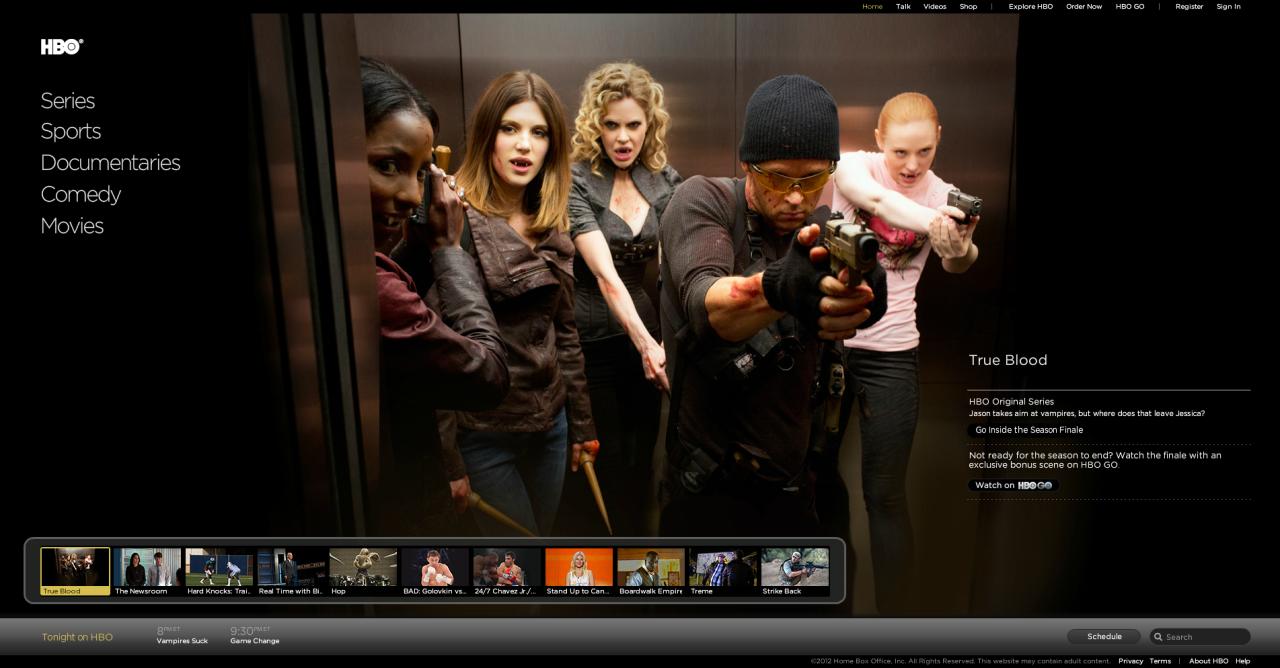 Home Talk Videos Shop | Explore HBO Order Now HBO GO | Register Sign In
HBO®
Series
Sports
Documentaries
Comedy
Movies
True Blood
HBO Original Series
Jason takes aim at vampires, but where does that leave Jessica?
Go Inside the Season Finale
Not ready for the season to end? Watch the finale with an
exclusive bonus scene on HBO GO.
Watch on HBO GO
True Blood
The Newsroom
Hard Knocks: Trai...
Real Time with Bi...
Hop
BAD: Golovkin vs...
24/7 Chavez Jr./...
Stand Up to Can...
Boardwalk Empire
Treme
Strike Back
Tonight on HBO
8PM ET
Vampires Suck
9:30PM ET
Game Change
Schedule
Search
©2012 Home Box Office, Inc. All Rights Reserved. This website may contain adult content. Privacy Terms | About HBO Help